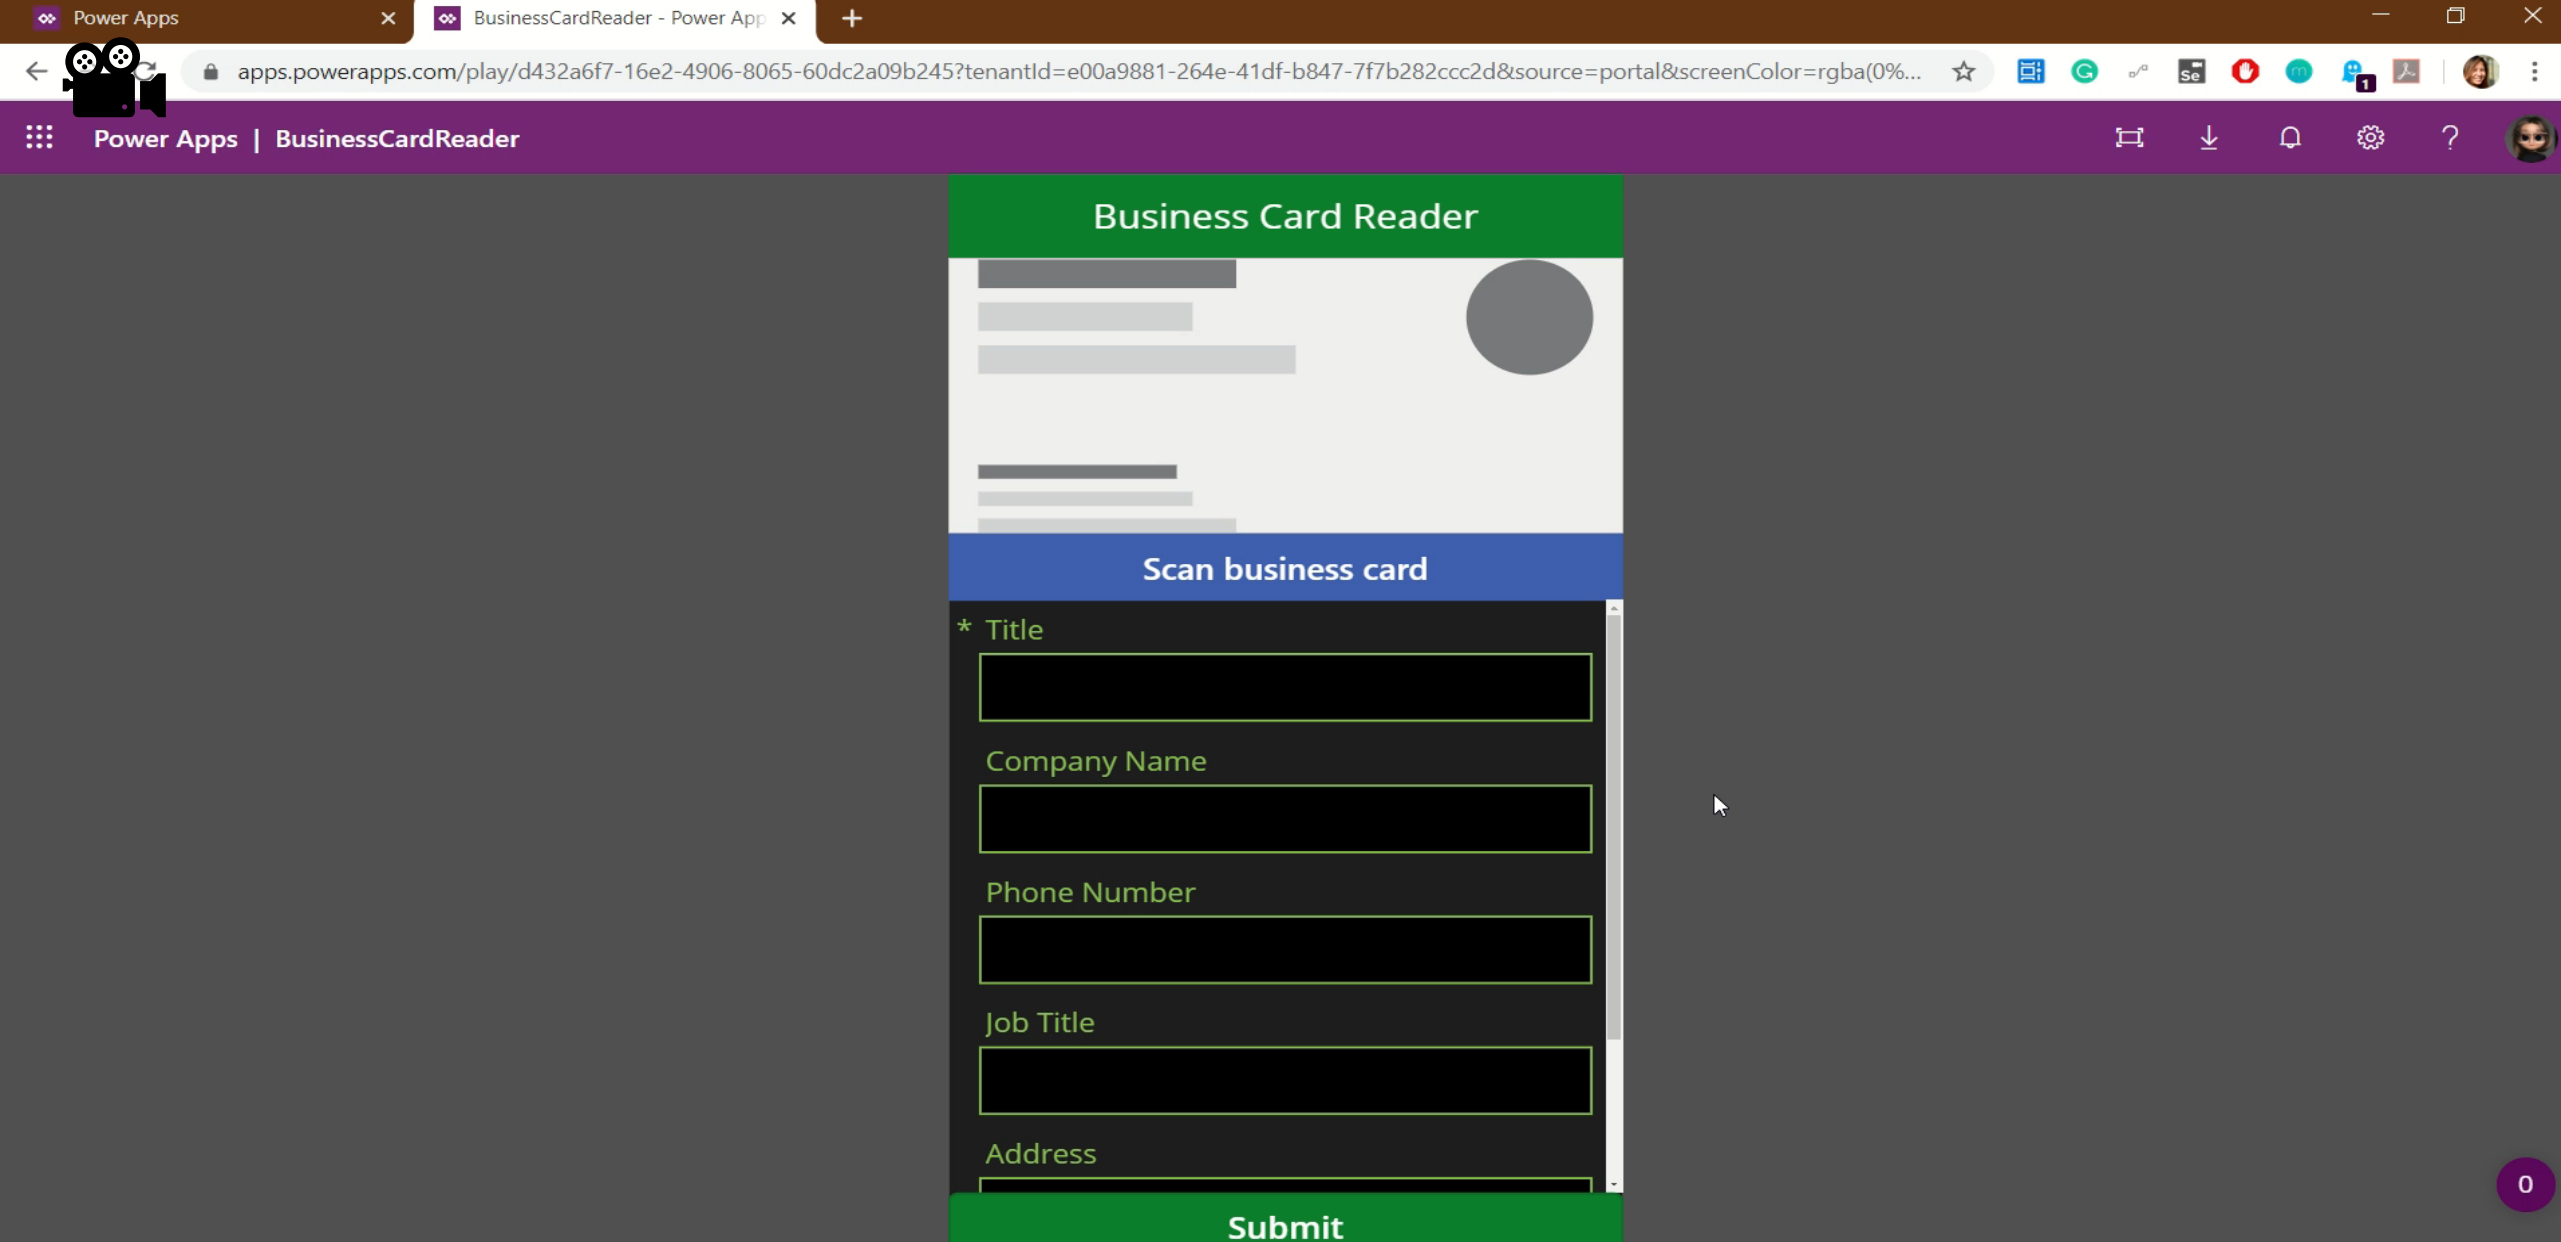 Power Apps
BusinessCardReader - Power App
apps.powerapps.com/play/d432a6f7-16e2-4906-8065-60dc2a09b245?tenantId=e00a9881-264e-41df-b847-7f7b282ccc2d&source=portal&screenColor=rgba(0%...
Se
m
1
Power Apps | BusinessCardReader
?
Business Card Reader
Scan business card
* Title
Company Name
Phone Number
Job Title
Address
0
Submit